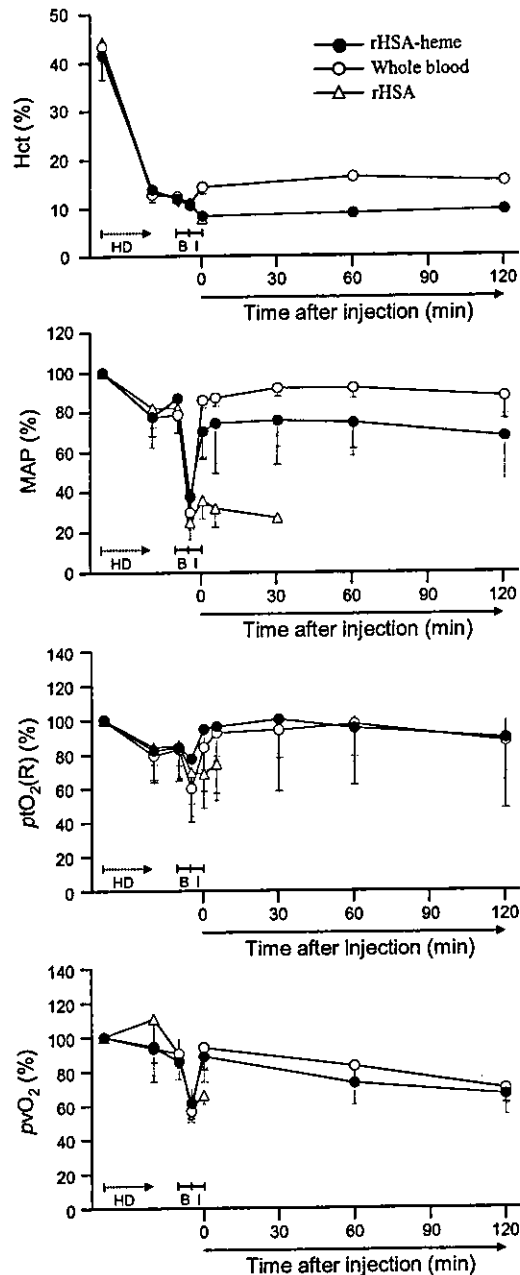 50
rHSA-heme
40
Whole blood
rHSA
30
Hct (%)
20
10
HD
B
I
0
0 30 60 90 120
Time after injection (min)
120
100
80
MAP (%)
60
40
20
HD
B
I
0
0 30 60 90 120
Time after injection (min)
140
120
100
80
ptO2(R) (%)
60
40
20
HD
B
I
0
0 30 60 90 120
Time after injection (min)
140
120
100
80
pvO2 (%)
60
40
20
HD
B
I
0
0 30 60 90 120
Time after injection (min)